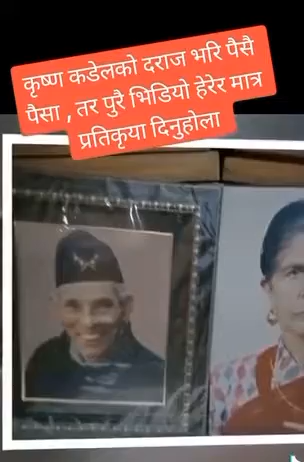 कृष्ण कडेलको दराज भरि पैसै
पैसा , तर पुरै भिडियो हेरेर मात्र
प्रतिकृया दिनुहोला